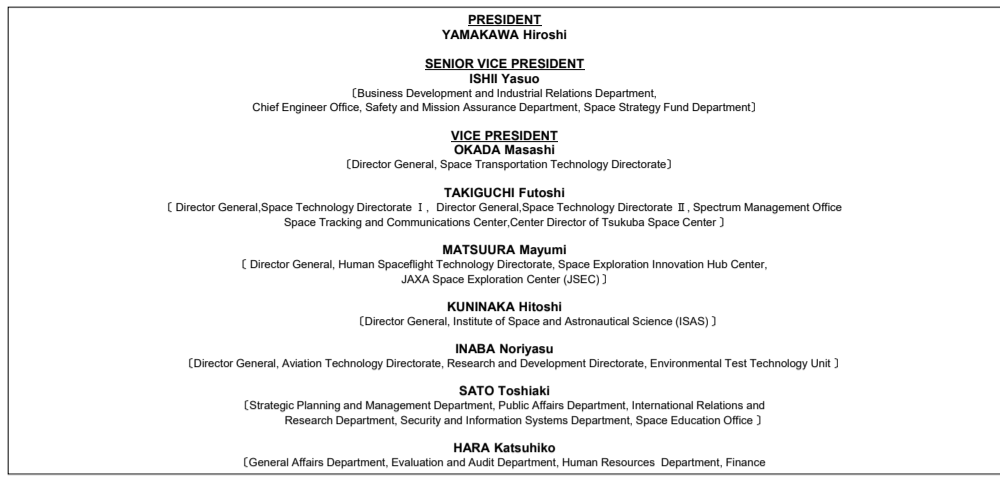 PRESIDENT
YAMAKAWA Hiroshi
SENIOR VICE PRESIDENT
ISHII Yasuo
〔Business Development and Industrial Relations Department,
Chief Engineer Office, Safety and Mission Assurance Department, Space Strategy Fund Department〕
VICE PRESIDENT
OKADA Masashi
〔Director General, Space Transportation Technology Directorate〕
TAKIGUCHI Futoshi
〔 Director General,Space Technology Directorate Ⅰ, Director General,Space Technology Directorate Ⅱ, Spectrum Management Office
Space Tracking and Communications Center,Center Director of Tsukuba Space Center 〕
MATSUURA Mayumi
〔 Director General, Human Spaceflight Technology Directorate, Space Exploration Innovation Hub Center,
JAXA Space Exploration Center (JSEC) 〕
KUNINAKA Hitoshi
〔Director General, Institute of Space and Astronautical Science (ISAS) 〕
INABA Noriyasu
〔Director General, Aviation Technology Directorate, Research and Development Directorate, Environmental Test Technology Unit 〕
SATO Toshiaki
〔Strategic Planning and Management Department, Public Affairs Department, International Relations and
Research Department, Security and Information Systems Department, Space Education Office 〕
HARA Katsuhiko
〔General Affairs Department, Evaluation and Audit Department, Human Resources Department, Finance